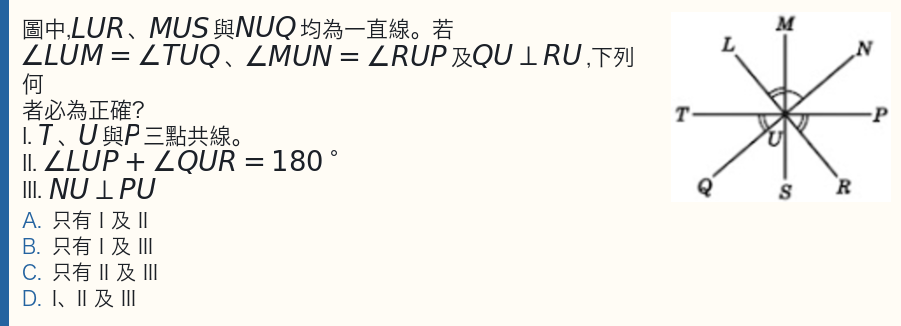 圖中,LUR、MUS與NUQ均為一直線。若
∠LUM = ∠TUQ、∠MUN = ∠RUP及QU ⊥ RU ,下列
何
者必為正確?
I. T、U與P三點共線。
II. ∠LUP + ∠QUR = 180°
III. NU ⊥ PU
A. 只有 I 及 II
B. 只有 I 及 III
C. 只有 II 及 III
D. I、II 及 III
M
L
N
T
P
U
Q
S
R